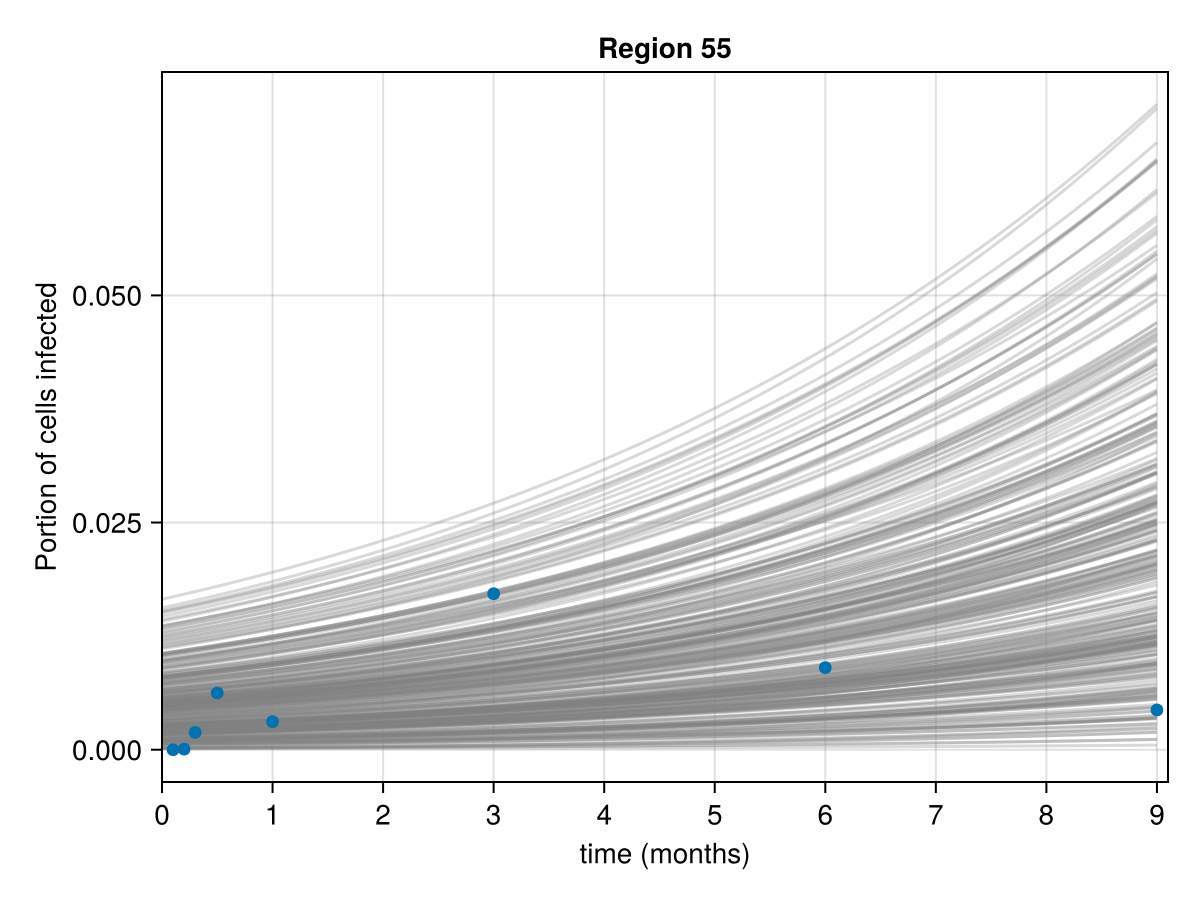 Region 55
Portion of cells infected
0.050
0.025
0.000
0 1 2 3 4 5 6 7 8 9
time (months)